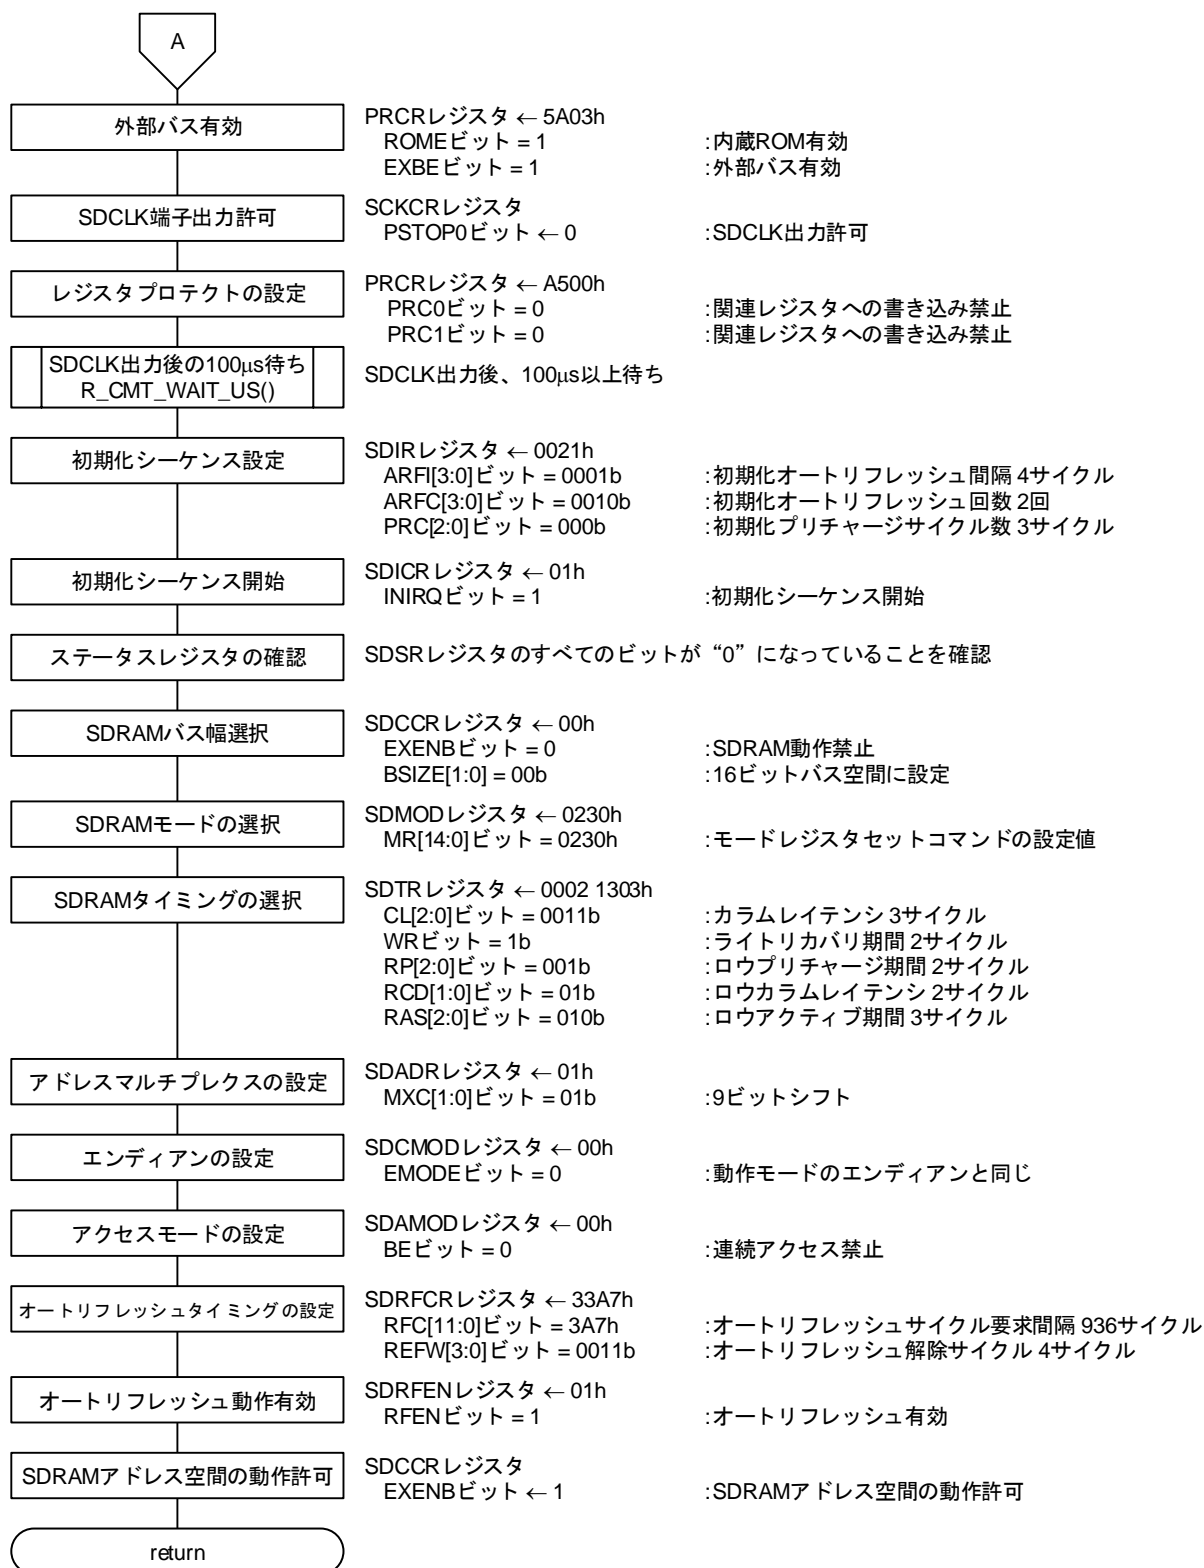 A
外部バス有効
PRCRレジスタ ← 5A03h
ROMEビット = 1 :内蔵ROM有効
EXBEビット = 1 :外部バス有効
SDCLK端子出力許可
SCKCRレジスタ
PSTOP0ビット ← 0 :SDCLK出力許可
レジスタプロテクトの設定
PRCRレジスタ ← A500h
PRC0ビット = 0 :関連レジスタへの書き込み禁止
PRC1ビット = 0 :関連レジスタへの書き込み禁止
SDCLK出力後の100μs待ち
R_CMT_WAIT_US()
SDCLK出力後、100μs以上待ち
初期化シーケンス設定
SDIRレジスタ ← 0021h
ARFI[3:0]ビット = 0001b :初期化オートリフレッシュ間隔 4サイクル
ARFC[3:0]ビット = 0010b :初期化オートリフレッシュ回数 2回
PRC[2:0]ビット = 000b :初期化プリチャージサイクル数 3サイクル
初期化シーケンス開始
SDICRレジスタ ← 01h
INIRQビット = 1 :初期化シーケンス開始
ステータスレジスタの確認
SDSRレジスタのすべてのビットが“0”になっていることを確認
SDRAMバス幅選択
SDCCRレジスタ ← 00h
EXENBビット = 0 :SDRAM動作禁止
BSIZE[1:0] = 00b :16ビットバス空間に設定
SDRAMモードの選択
SDMODレジスタ ← 0230h
MR[14:0]ビット = 0230h :モードレジスタセットコマンドの設定値
SDRAMタイミングの選択
SDTRレジスタ ← 0002 1303h
CL[2:0]ビット = 0011b :カラムレイテンシ 3サイクル
WRビット = 1b :ライトリカバリ期間 2サイクル
RP[2:0]ビット = 001b :ロウプリチャージ期間 2サイクル
RCD[1:0]ビット = 01b :ロウカラムレイテンシ 2サイクル
RAS[2:0]ビット = 010b :ロウアクティブ期間 3サイクル
アドレスマルチプレクスの設定
SDADRレジスタ ← 01h
MXC[1:0]ビット = 01b :9ビットシフト
エンディアンの設定
SDCMODレジスタ ← 00h
EMODEビット = 0 :動作モードのエンディアンと同じ
アクセスモードの設定
SDAMODレジスタ ← 00h
BEビット = 0 :連続アクセス禁止
オートリフレッシュタイミングの設定
SDRFCRレジスタ ← 33A7h
RFC[11:0]ビット = 3A7h :オートリフレッシュサイクル要求間隔 936サイクル
REFW[3:0]ビット = 0011b :オートリフレッシュ解除サイクル 4サイクル
オートリフレッシュ動作有効
SDRFENレジスタ ← 01h
RFENビット = 1 :オートリフレッシュ有効
SDRAMアドレス空間の動作許可
SDCCRレジスタ
EXENBビット ← 1 :SDRAMアドレス空間の動作許可
return